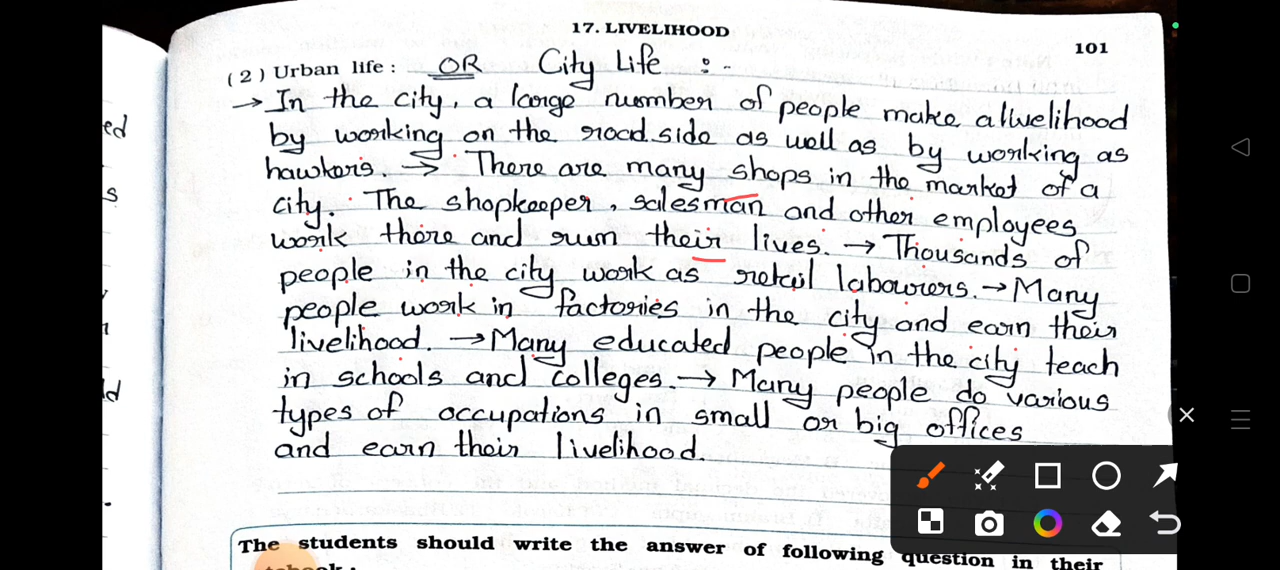 17. LIVELIHOOD
101
( 2 ) Urban life : OR City Life : -
→ In the city, a large number of people make a livelihood
by working on the road side as well as by working as
hawkers. → There are many shops in the market of a
city. The shopkeeper, salesman and other employees
work there and run their lives. → Thousands of
people in the city work as retail labourers. → Many
people work in factories in the city and earn their
livelihood. → Many educated people in the city teach
in schools and colleges. → Many people do various
types of occupations in small or big offices
and earn their livelihood.
The students should write the answer of following question in their
ed
s
ld